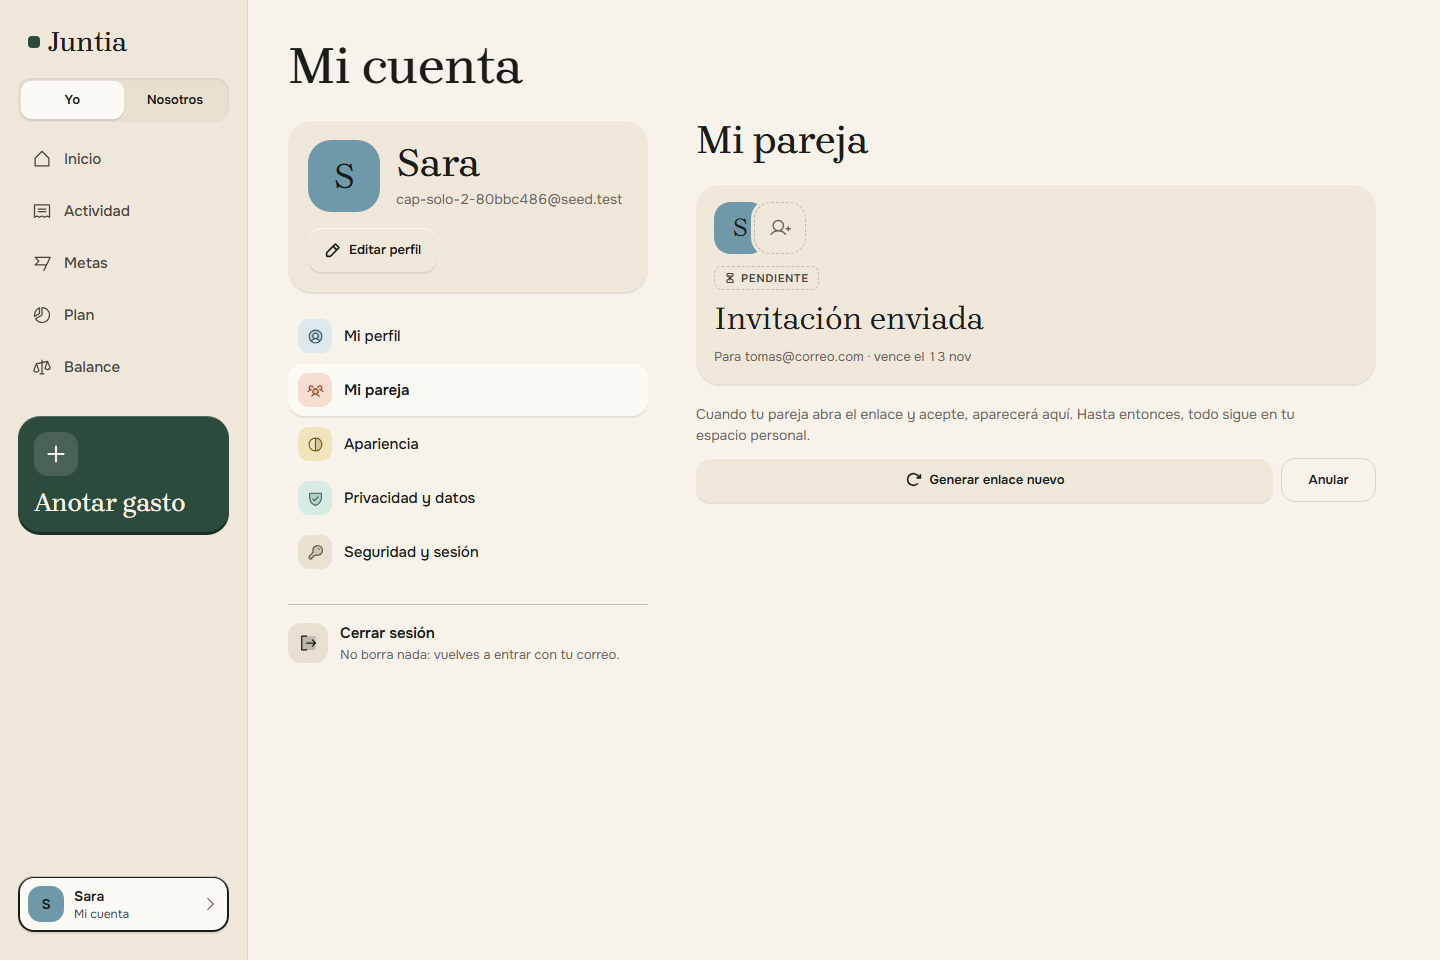 Juntia
Yo
Nosotros
Inicio
Actividad
Metas
Plan
Balance
Anotar gasto
S
Sara
Mi cuenta
Mi cuenta
S
Sara
cap-solo-2-80bbc486@seed.test
Editar perfil
Mi perfil
Mi pareja
Apariencia
Privacidad y datos
Seguridad y sesión
Cerrar sesión
No borra nada: vuelves a entrar con tu correo.
Mi pareja
S
PENDIENTE
Invitación enviada
Para tomas@correo.com · vence el 13 nov
Cuando tu pareja abra el enlace y acepte, aparecerá aquí. Hasta entonces, todo sigue en tu
espacio personal.
Generar enlace nuevo
Anular